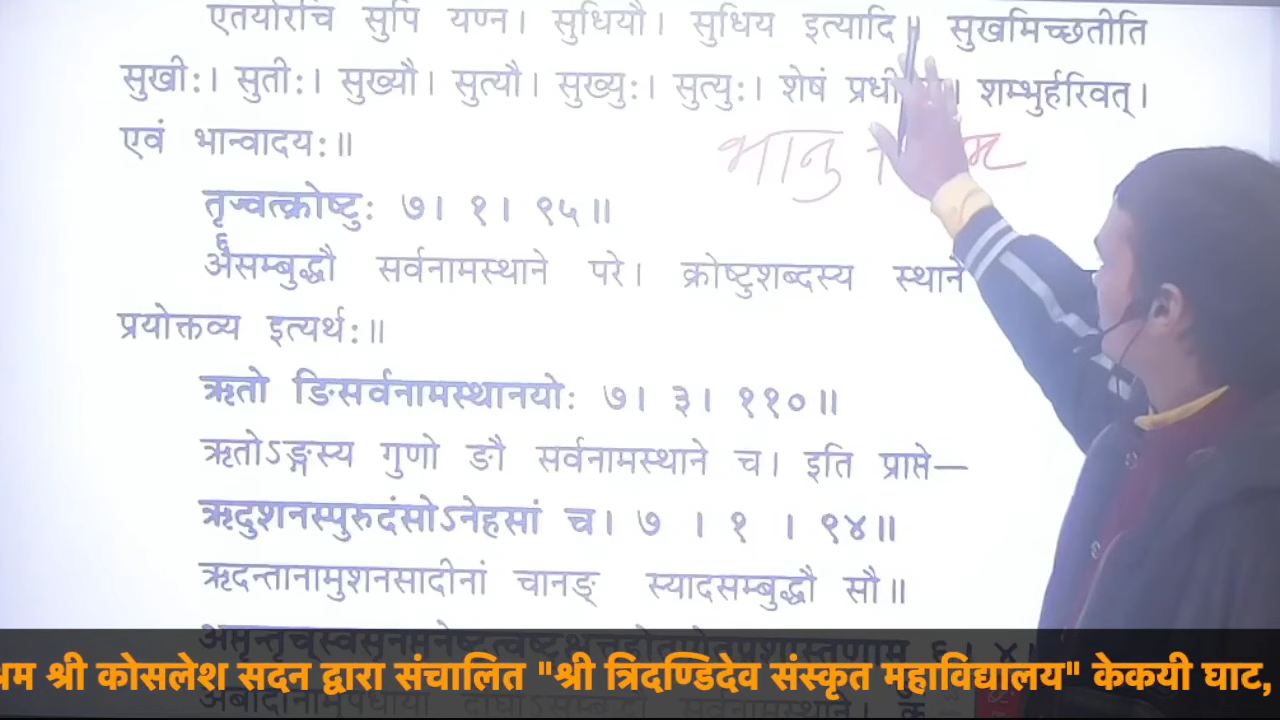 एतयोरचि सुपि यण्न। सुधियौ। सुधिय इत्यादि॥ सुखमिच्छतीति
सुखीः। सुतीः। सुख्यौ। सुत्यौ। सुख्युः। सुत्युः। शेषं शम्भुर्हरिवत्।
एवं भान्वादयः॥
भानु
तृज्वत्क्रोष्टुः ७। १। ९५॥
असम्बुद्धौ सर्वनामस्थाने परे। क्रोष्टुशब्दस्य स्थाने
प्रयोक्तव्य इत्यर्थः॥
ऋतो ङिसर्वनामस्थानयोः ७। ३। ११०॥
ऋतोऽङ्गस्य गुणो ङौ सर्वनामस्थाने च। इति प्राप्ते—
ऋदुशनस्पुरुदंसोऽनेहसां च। ७ । १ । ९४॥
ऋदन्तानामुशनसादीनां चानङ् स्यादसम्बुद्धौ सौ॥
श्री कोसलेश सदन द्वारा संचालित "श्री त्रिदण्डिदेव संस्कृत महाविद्यालय" केकयी घाट,